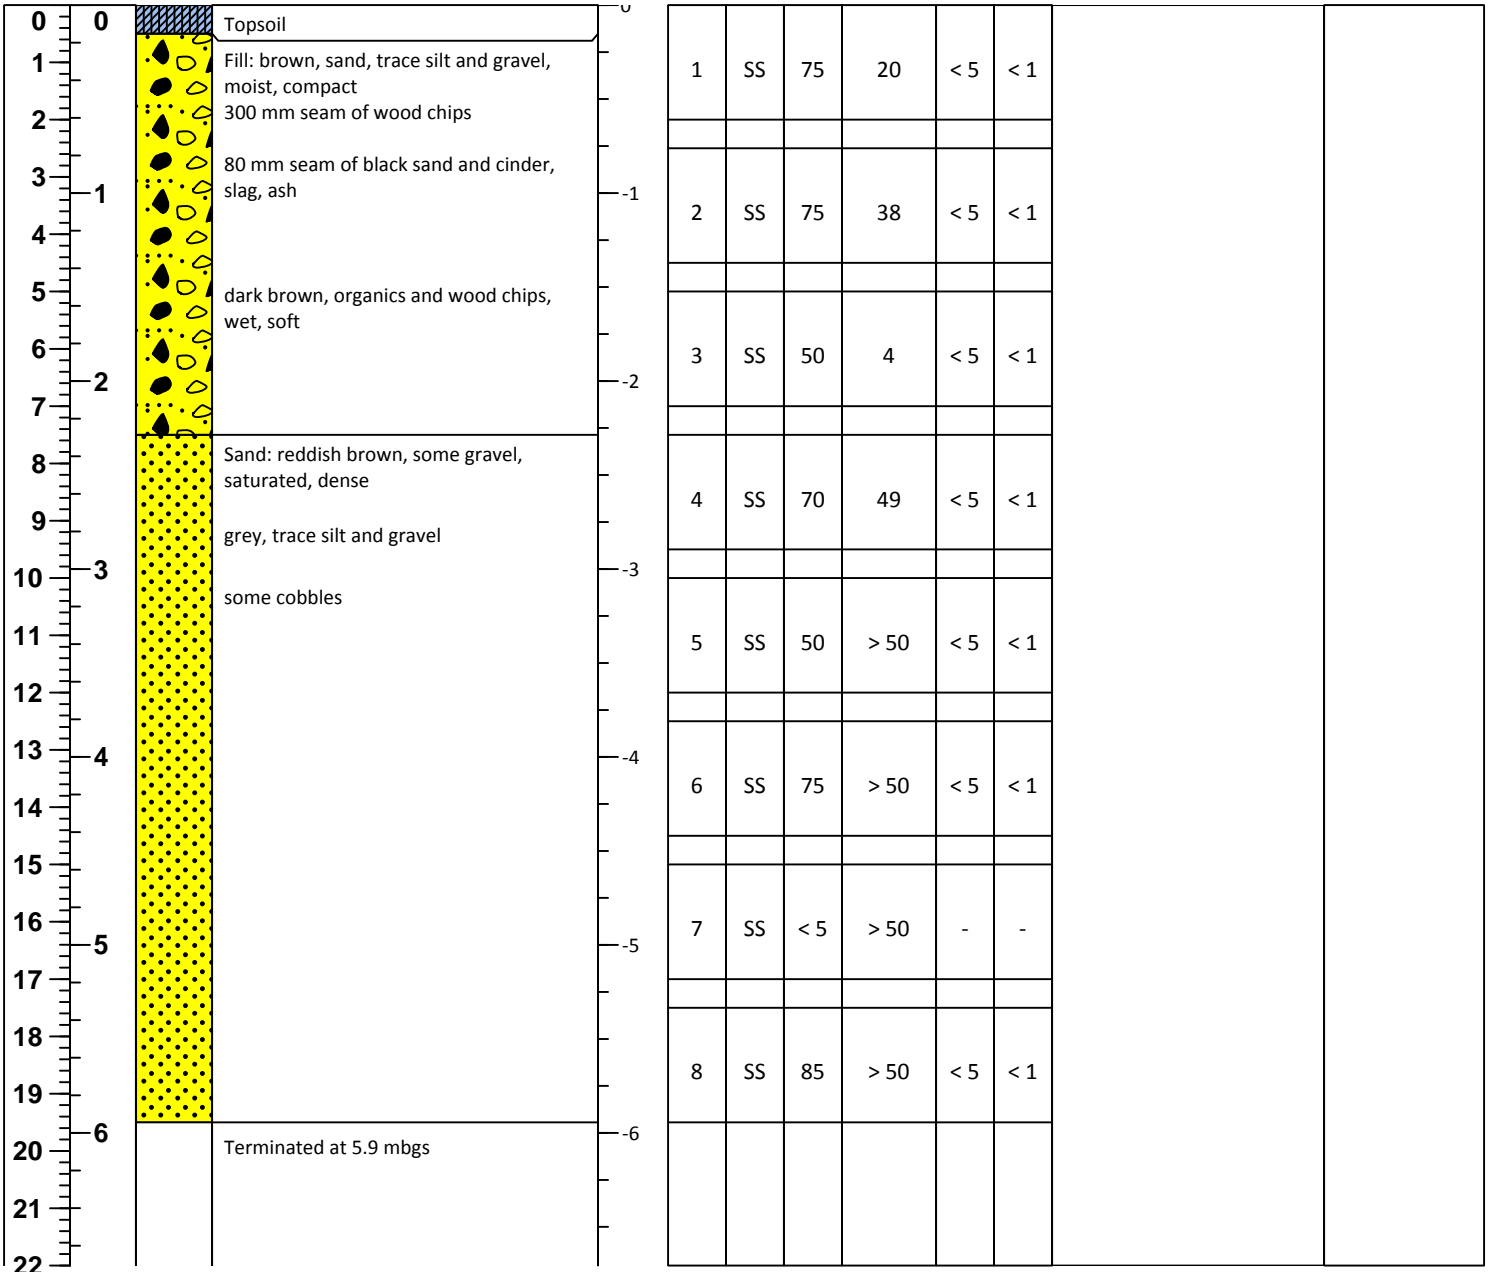 0 0 0
Topsoil
Fill: brown, sand, trace silt and gravel,
moist, compact
300 mm seam of wood chips
80 mm seam of black sand and cinder,
slag, ash
dark brown, organics and wood chips,
wet, soft
Sand: reddish brown, some gravel,
saturated, dense
grey, trace silt and gravel
some cobbles
Terminated at 5.9 mbgs
1
2
3
4
5
6
7
8
9
10
11
12
13
14
15
16
17
18
19
20
21
22
1
2
3
4
5
6
-1
-2
-3
-4
-5
-6
1 SS 75 20 < 5 < 1
2 SS 75 38 < 5 < 1
3 SS 50 4 < 5 < 1
4 SS 70 49 < 5 < 1
5 SS 50 > 50 < 5 < 1
6 SS 75 > 50 < 5 < 1
7 SS < 5 > 50 - -
8 SS 85 > 50 < 5 < 1